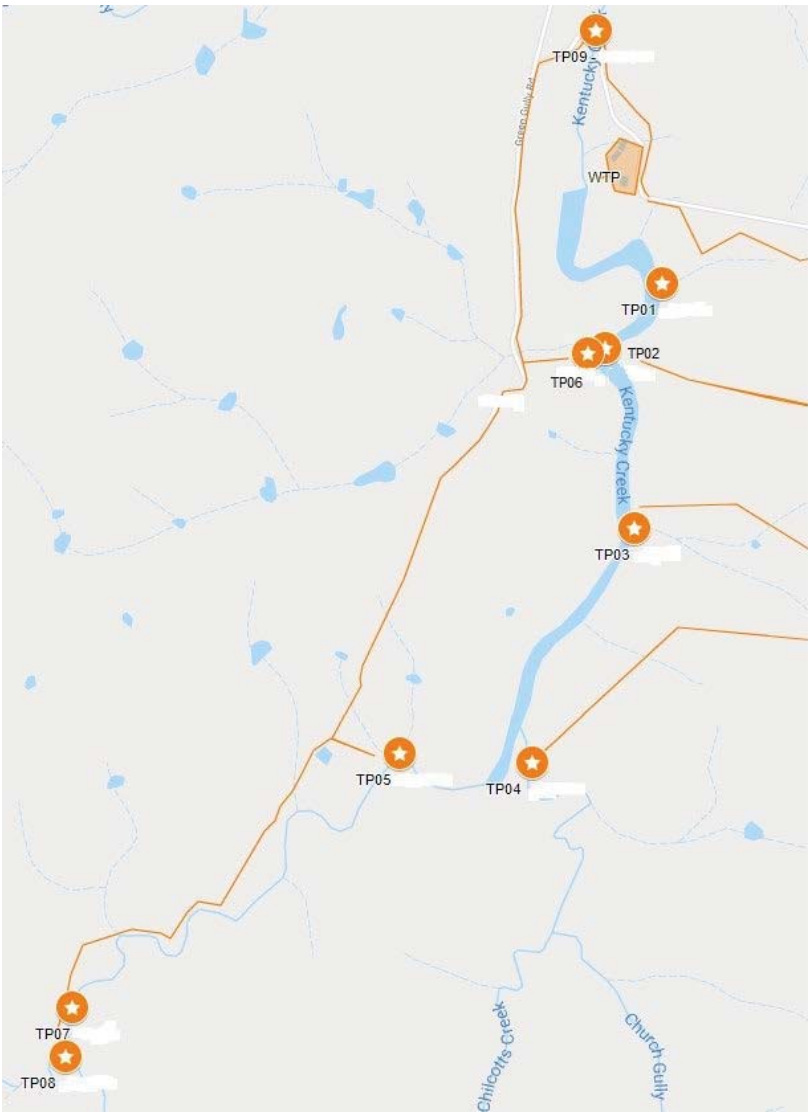 TP09 -
Kentucky C
Green Gully Rd
WTP
TP01
TP02
TP06
Kentucky Creek
TP03
TP05
TP04
TP07
TP08
Chilcotts Creek
Church Gully